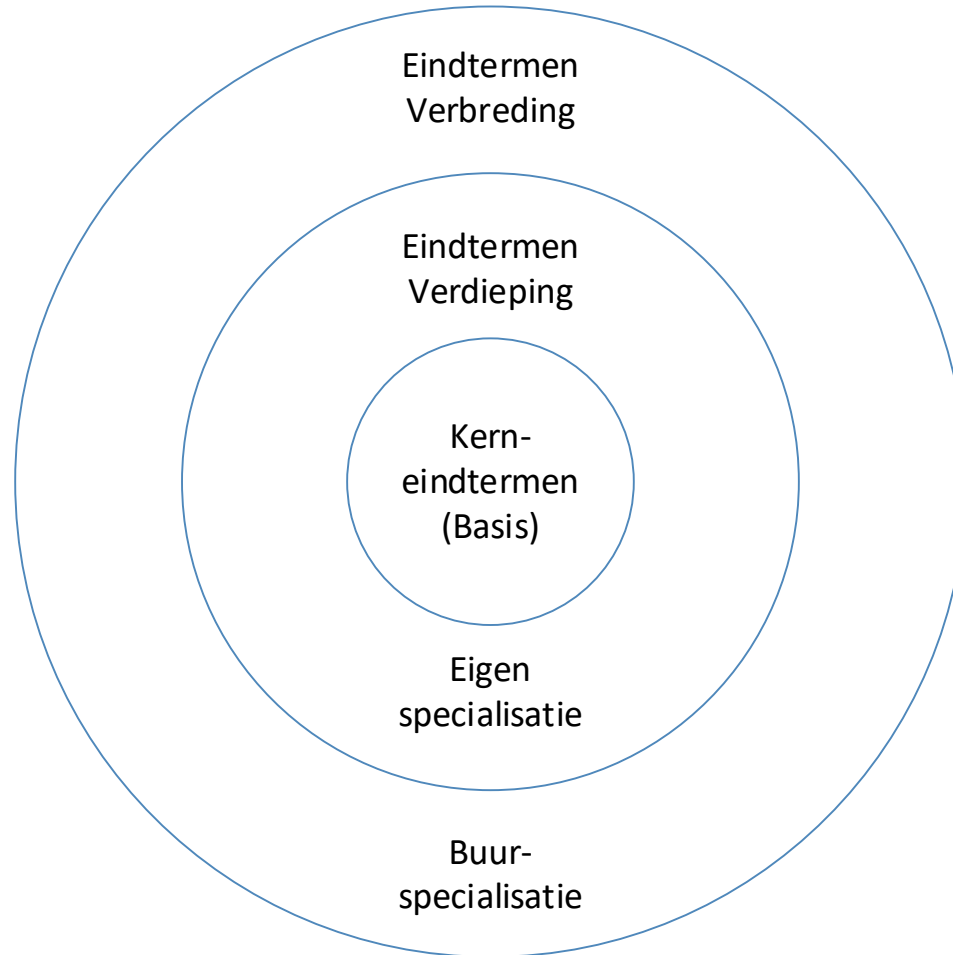 Eindtermen
Verbreding
Eindtermen
Verdieping
Kern-
eindtermen
(Basis)
Eigen
specialisatie
Buur-
specialisatie